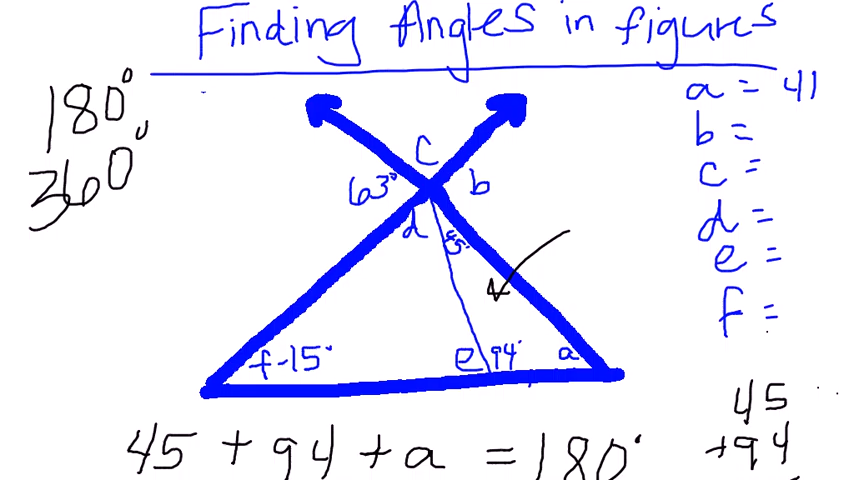 Finding Angles in figures
180°
360°
a = 41
b =
c =
d =
e =
f =
C
63°
b
d
45°
f-15°
e
94°
a
45
+94
45 + 94 + a = 180°